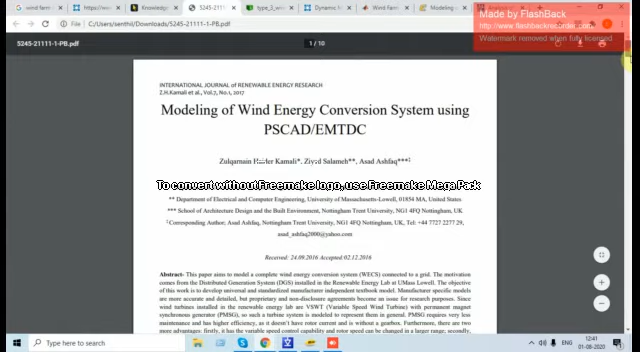 wind farm
https://www
Knowledge
5245-21111-1
type_3_win
Dynamic
Wind Farm
Modeling
Made by FlashBack
http://www.flashbackrecorder.com
Watermark removed when fully licensed
File | C:/Users/senthil/Downloads/5245-21111-1-PB.pdf
5245-21111-1-PB.pdf
1 / 10
INTERNATIONAL JOURNAL of RENEWABLE ENERGY RESEARCH
Z.H.Kamali et al., Vol.7, No.1, 2017
Modeling of Wind Energy Conversion System using
PSCAD/EMTDC
Zulqarnain Haider Kamali*, Ziyad Salameh**, Asad Ashfaq***‡
To convert without Freemake logo, use Freemake Mega Pack
** Department of Electrical and Computer Engineering, University of Massachusetts-Lowell, 01854 MA, United States
*** School of Architecture Design and the Built Environment, Nottingham Trent University, NG1 4FQ Nottingham, UK
‡ Corresponding Author; Asad Ashfaq, Nottingham Trent University, NG1 4FQ Nottingham, UK, Tel: +44 7727 2277 29,
asad_ashfaq2000@yahoo.com
Received: 24.09.2016 Accepted:02.12.2016
Abstract- This paper aims to model a complete wind energy conversion system (WECS) connected to a grid. The motivation
comes from the Distributed Generation System (DGS) installed in the Renewable Energy Lab at UMass Lowell. The objective
of this work is to develop universal and standardized manufacturer independent textbook model. Manufacturer specific models
are more accurate and detailed, but proprietary and non-disclosure agreements become an issue for research purposes. Since
wind turbines installed in the renewable energy lab are VSWT (Variable Speed Wind Turbine) with permanent magnet
synchronous generator (PMSG), so such a turbine system is modeled to represent them in general. PMSG requires very less
maintenance and has higher efficiency, as it doesn't have rotor current and is without a gearbox. Furthermore, there are two
more advantages: firstly, it has the variable speed control capability and rotor speed can be changed in a larger range; secondly,
Type here to search
12:41
01-08-2020